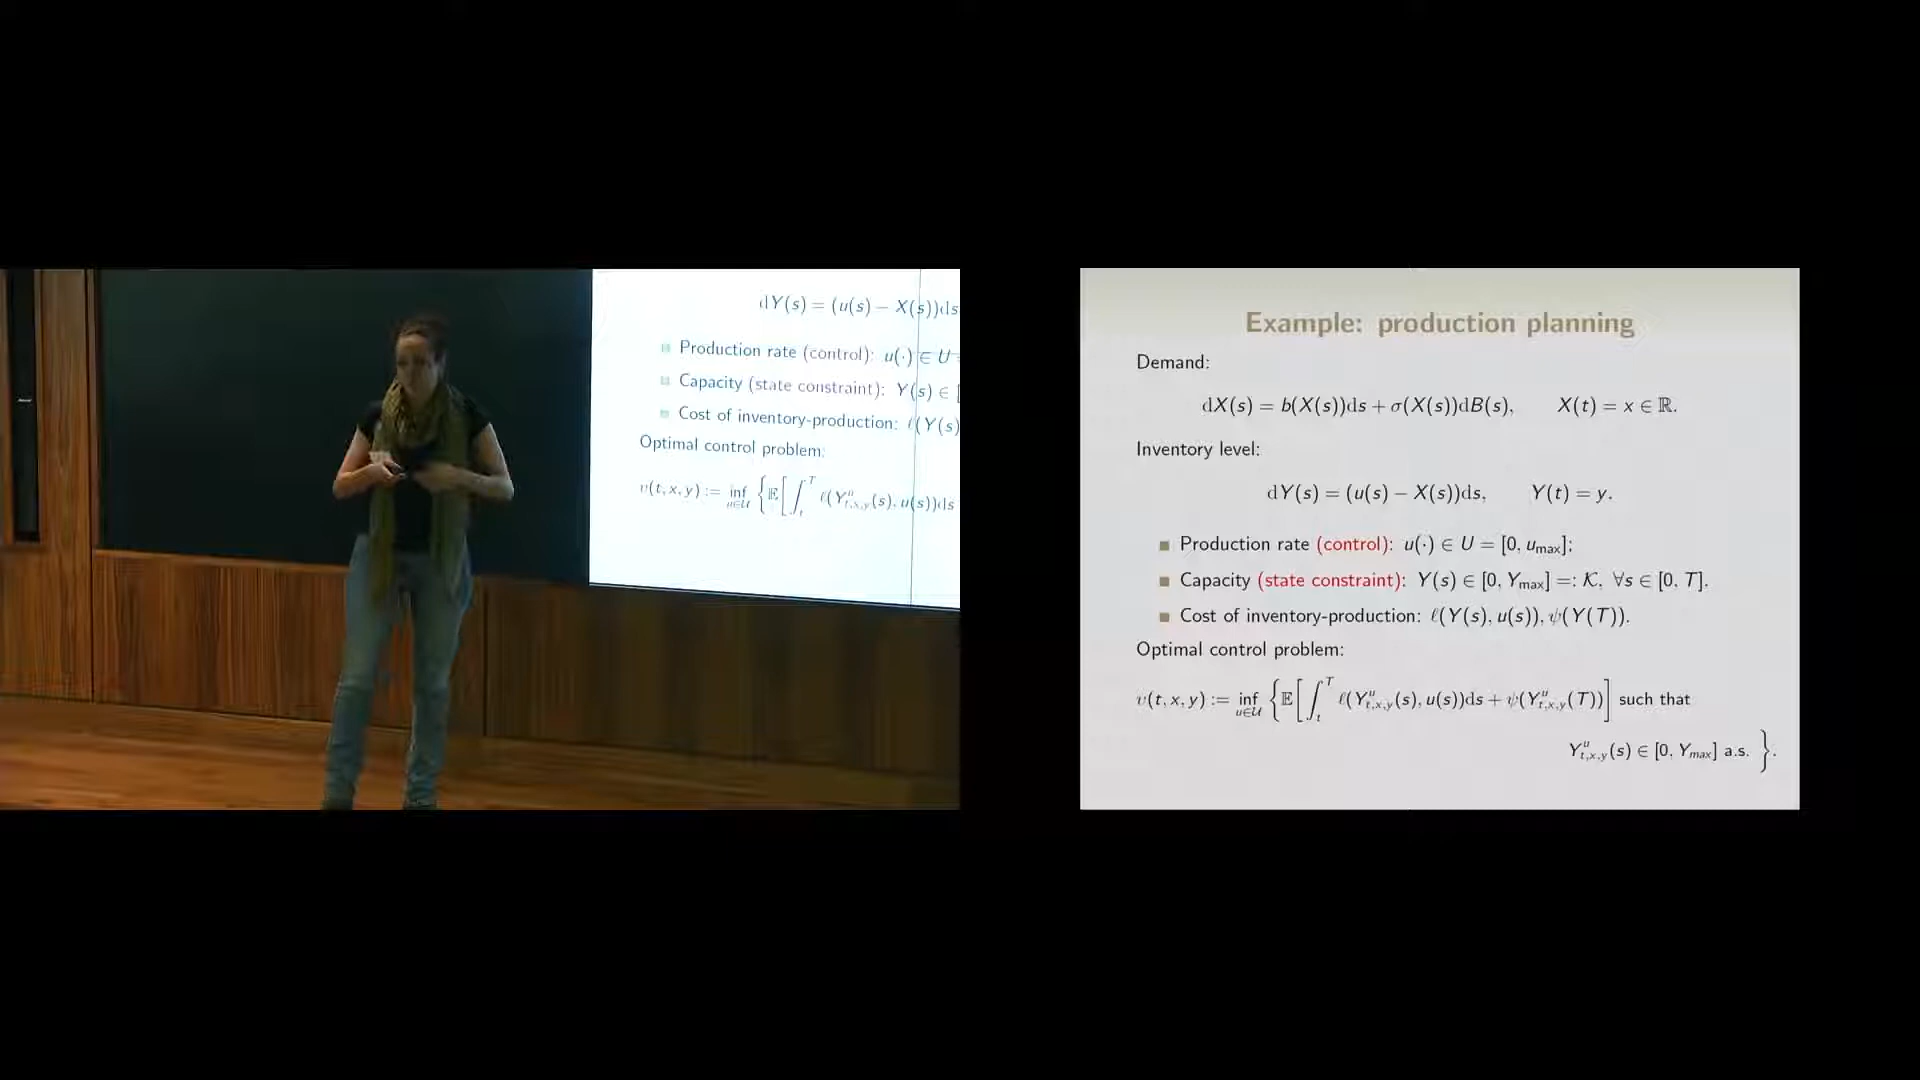 dY(s) = (u(s) − X(s))ds
Production rate (control): u(·) ∈ U =
Capacity (state constraint): Y(s) ∈ [
Cost of inventory-production: ℓ(Y(s)
Optimal control problem:
v(t, x, y) := inf_{u∈𝒰} {𝔼[∫_t^T ℓ(Y^u_{t,x,y}(s), u(s))ds
Example: production planning
Demand:
dX(s) = b(X(s))ds + σ(X(s))dB(s), X(t) = x ∈ ℝ.
Inventory level:
dY(s) = (u(s) − X(s))ds, Y(t) = y.
Production rate (control): u(·) ∈ U = [0, u_max];
Capacity (state constraint): Y(s) ∈ [0, Y_max] =: 𝒦, ∀s ∈ [0, T].
Cost of inventory-production: ℓ(Y(s), u(s)), ψ(Y(T)).
Optimal control problem:
v(t, x, y) := inf_{u∈𝒰} {𝔼[∫_t^T ℓ(Y^u_{t,x,y}(s), u(s))ds + ψ(Y^u_{t,x,y}(T))] such that
Y^u_{t,x,y}(s) ∈ [0, Y_max] a.s. }.